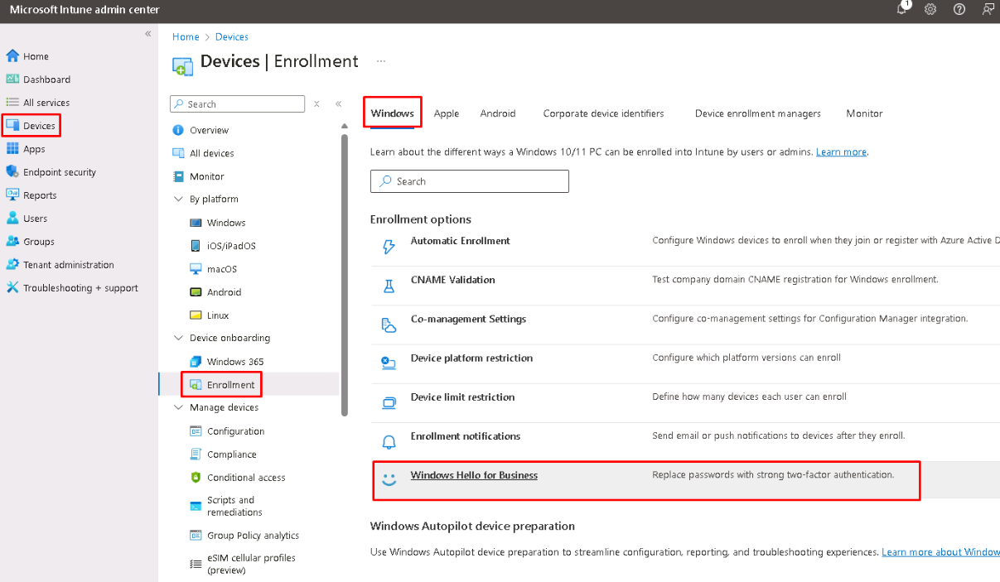 Microsoft Intune admin center
1
Home
Dashboard
All services
Devices
Apps
Endpoint security
Reports
Users
Groups
Tenant administration
Troubleshooting + support
Home > Devices
Devices | Enrollment ...
Search
Overview
All devices
Monitor
By platform
Windows
iOS/iPadOS
macOS
Android
Linux
Device onboarding
Windows 365
Enrollment
Manage devices
Configuration
Compliance
Conditional access
Scripts and
remediations
Group Policy analytics
eSIM cellular profiles
(preview)
Windows Apple Android Corporate device identifiers Device enrollment managers Monitor
Learn about the different ways a Windows 10/11 PC can be enrolled into Intune by users or admins. Learn more.
Search
Enrollment options
Automatic Enrollment Configure Windows devices to enroll when they join or register with Azure Active D
CNAME Validation Test company domain CNAME registration for Windows enrollment.
Co-management Settings Configure co-management settings for Configuration Manager integration.
Device platform restriction Configure which platform versions can enroll
Device limit restriction Define how many devices each user can enroll
Enrollment notifications Send email or push notifications to devices after they enroll.
Windows Hello for Business Replace passwords with strong two-factor authentication.
Windows Autopilot device preparation
Use Windows Autopilot device preparation to streamline configuration, reporting, and troubleshooting experiences. Learn more about Window